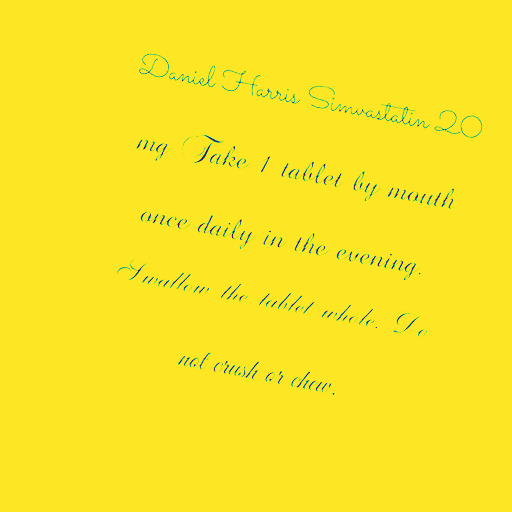 Daniel Harris Simvastatin 20
mg Take 1 tablet by mouth
once daily in the evening.
Swallow the tablet whole. Do
not crush or chew.